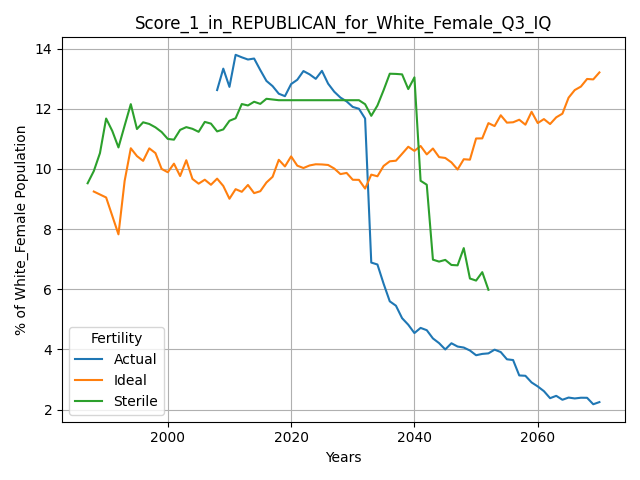 Score_1_in_REPUBLICAN_for_White_Female_Q3_IQ
% of White_Female Population
14
12
10
8
6
4
2
Fertility
Actual
Ideal
Sterile
2000
2020
2040
2060
Years